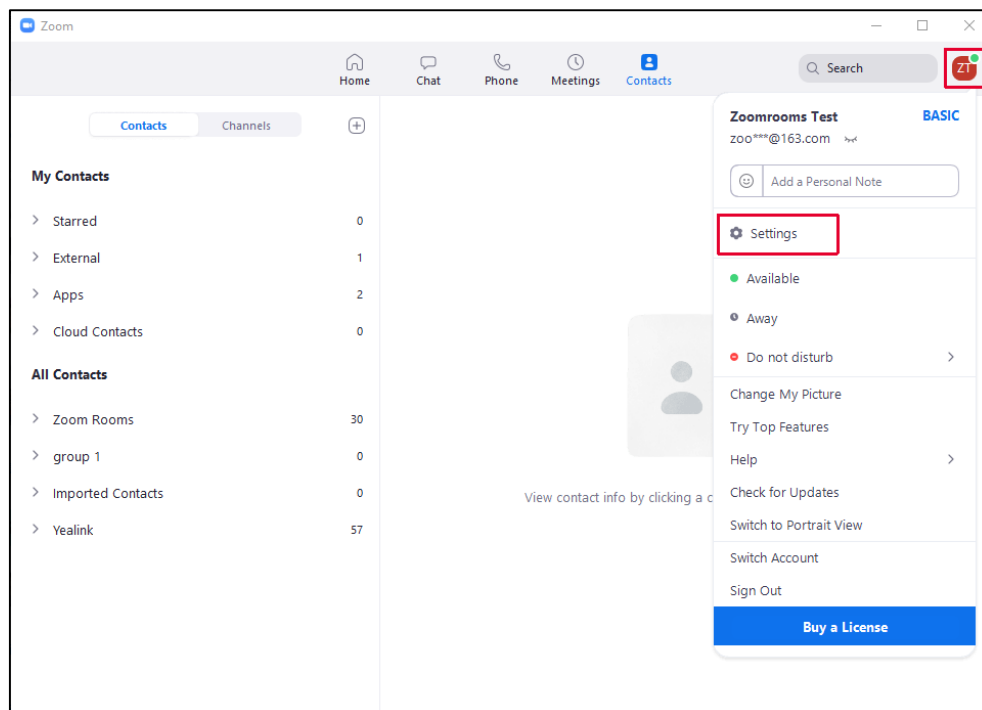 Zoom
Home
Chat
Phone
Meetings
Contacts
Search
ZT
Contacts
Channels
My Contacts
Starred 0
External 1
Apps 2
Cloud Contacts 0
All Contacts
Zoom Rooms 30
group 1 0
Imported Contacts 0
Yealink 57
View contact info by clicking a c
Zoomrooms Test BASIC
zoo***@163.com
Add a Personal Note
Settings
Available
Away
Do not disturb
Change My Picture
Try Top Features
Help
Check for Updates
Switch to Portrait View
Switch Account
Sign Out
Buy a License